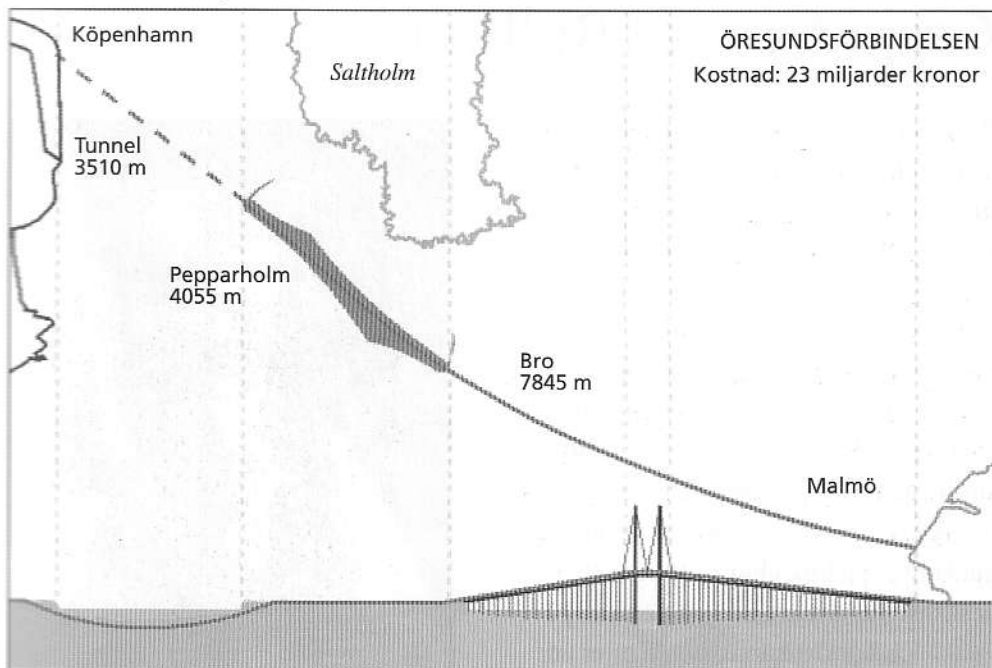 Köpenhamn
Saltholm
ÖRESUNDSFÖRBINDELSEN
Kostnad: 23 miljarder kronor
Tunnel
3510 m
Pepparholm
4055 m
Bro
7845 m
Malmö